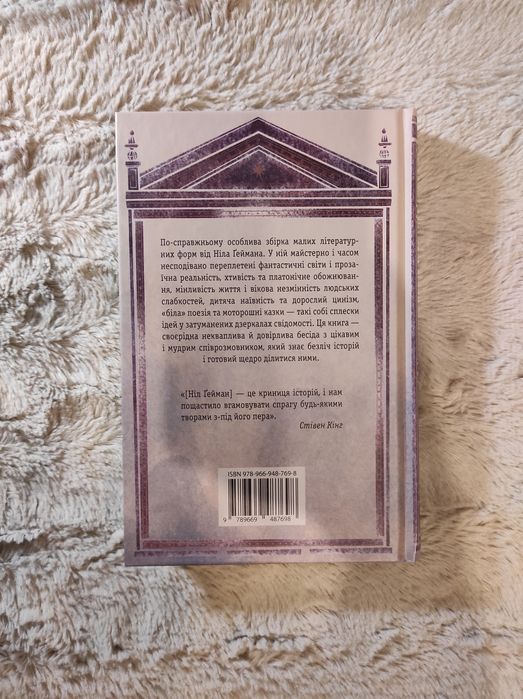 По-справжньому особлива збірка малих літератур-
них форм від Ніла Ґеймана. У ній майстерно і часом
несподівано переплетені фантастичні світи і проза-
їчна реальність, хтивість та платонічне обожнюван-
ня, мінливість життя і вікова незмінність людських
слабкостей, дитяча наівність та дорослий цинізм,
«біла» поезія та моторошні казки — такі собі сплески
ідей у затуманених дзеркалах свідомості. Ця книга —
своєрідна неквaплива й довірлива бесіда з цікавим
і мудрим співрозмовником, який знає безліч історій
і готовий щедро ділитися ними.
«[Ніл Ґейман] — це криниця історій, і нам
пощастило вгамовувати спрагу будь-якими
творами з-під його пера».
Стівен Кінг
ISBN 978-966-948-769-8
9 789669 487698